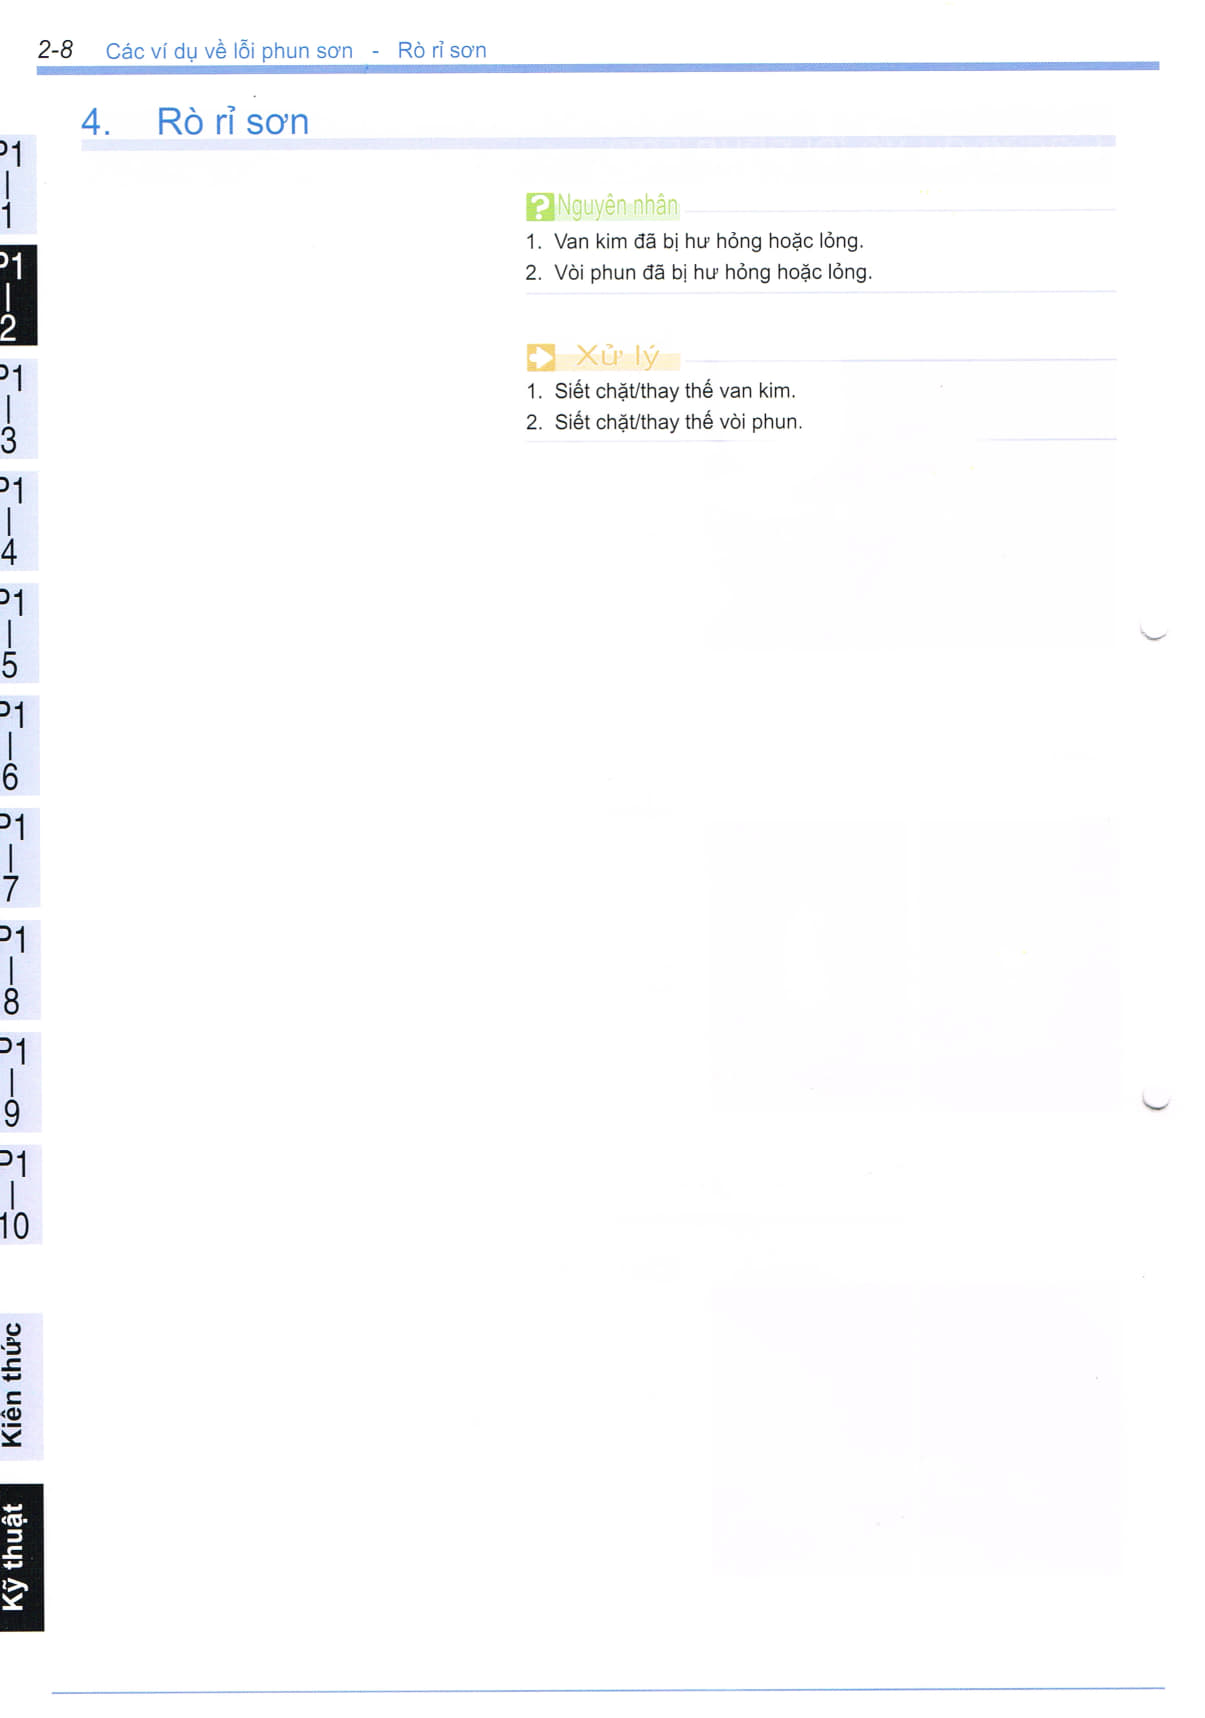 2-8 Các ví dụ về lỗi phun sơn - Rò rỉ sơn
4. Rò rỉ sơn
Nguyên nhân
1. Van kim đã bị hư hỏng hoặc lỏng.
2. Vòi phun đã bị hư hỏng hoặc lỏng.
Xử lý
1. Siết chặt/thay thế van kim.
2. Siết chặt/thay thế vòi phun.
P1
1
P1
2
P1
3
P1
4
P1
5
P1
6
P1
7
P1
8
P1
9
P1
10
Kiên thức
Kỹ thuật